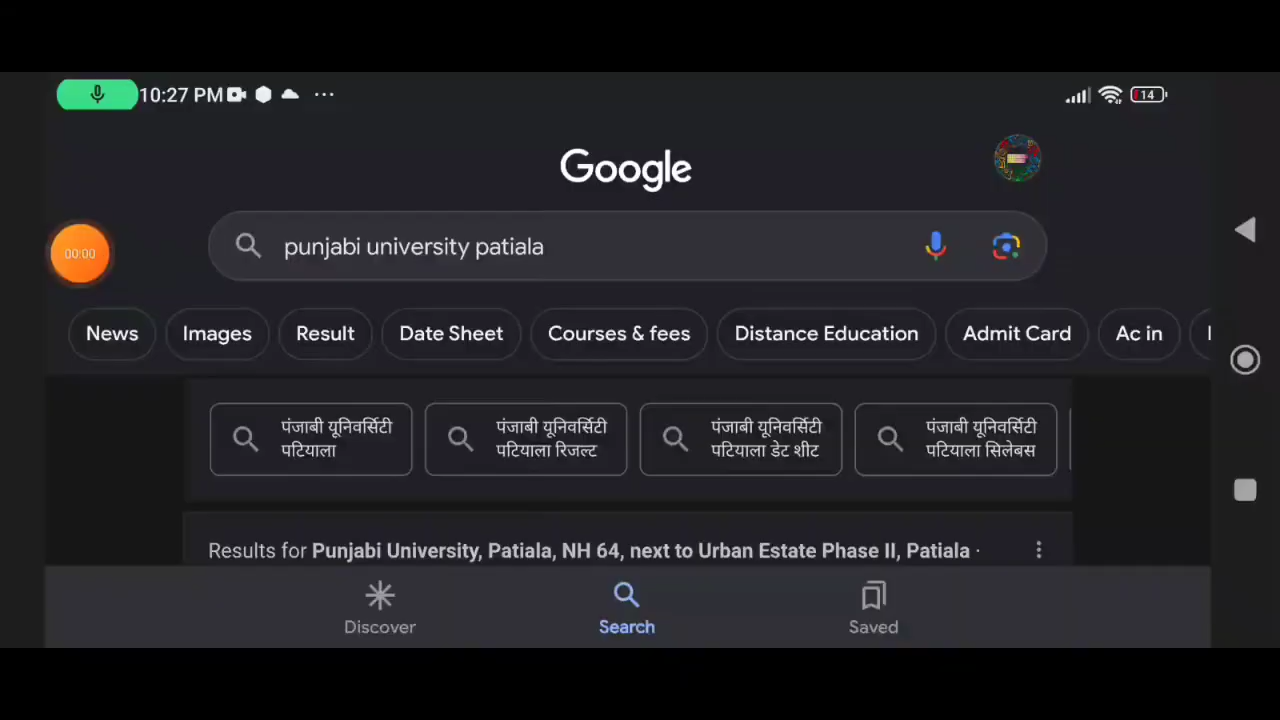 10:27 PM
14
Google
00:00
punjabi university patiala
News
Images
Result
Date Sheet
Courses & fees
Distance Education
Admit Card
Ac in
पंजाबी यूनिवर्सिटी
पटियाला
पंजाबी यूनिवर्सिटी
पटियाला रिजल्ट
पंजाबी यूनिवर्सिटी
पटियाला डेट शीट
पंजाबी यूनिवर्सिटी
पटियाला सिलेबस
Results for Punjabi University, Patiala, NH 64, next to Urban Estate Phase II, Patiala ·
Discover
Search
Saved